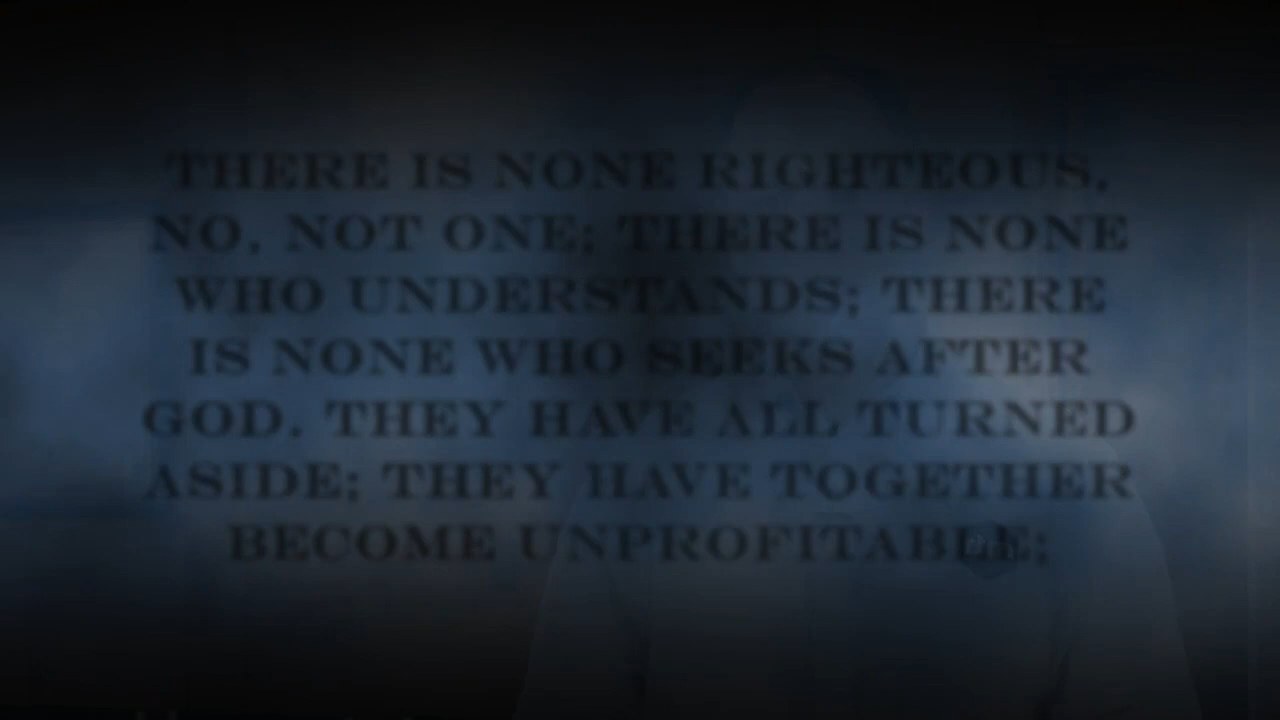 THERE IS NONE RIGHTEOUS,
NO, NOT ONE; THERE IS NONE
WHO UNDERSTANDS; THERE
IS NONE WHO SEEKS AFTER
GOD. THEY HAVE ALL TURNED
ASIDE; THEY HAVE TOGETHER
BECOME UNPROFITABLE;